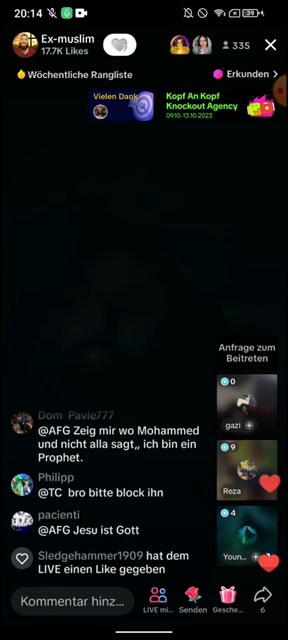 20:14
39
Ex-muslim
17.7K Likes
335
Wöchentliche Rangliste
Erkunden >
Vielen Dank
Kopf An Kopf
Knockout Agency
09.10.-13.10.2023
Anfrage zum
Beitreten
0
gazi +
9
Reza
4
Youn...
Dom_Pavle777
@AFG Zeig mir wo Mohammed
und nicht alla sagt,, ich bin ein
Prophet.
Philipp
@TC bro bitte block ihn
pacienti
@AFG Jesu ist Gott
Sledgehammer1909 hat dem
LIVE einen Like gegeben
Kommentar hinz...
LIVE mi...
Senden
Gesche...
6